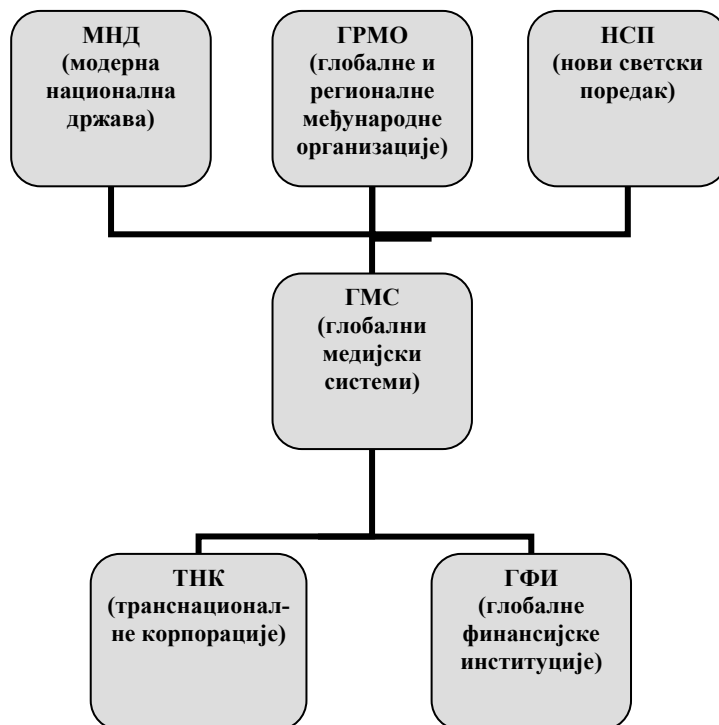 МНД
(модерна
национална
држава)
ГРМО
(глобалне и
регионалне
међународне
организације)
НСП
(нови светски
поредак)
ГМС
(глобални
медијски
системи)
ТНК
(транснационал-
не корпорације)
ГФИ
(глобалне
финансијске
институције)